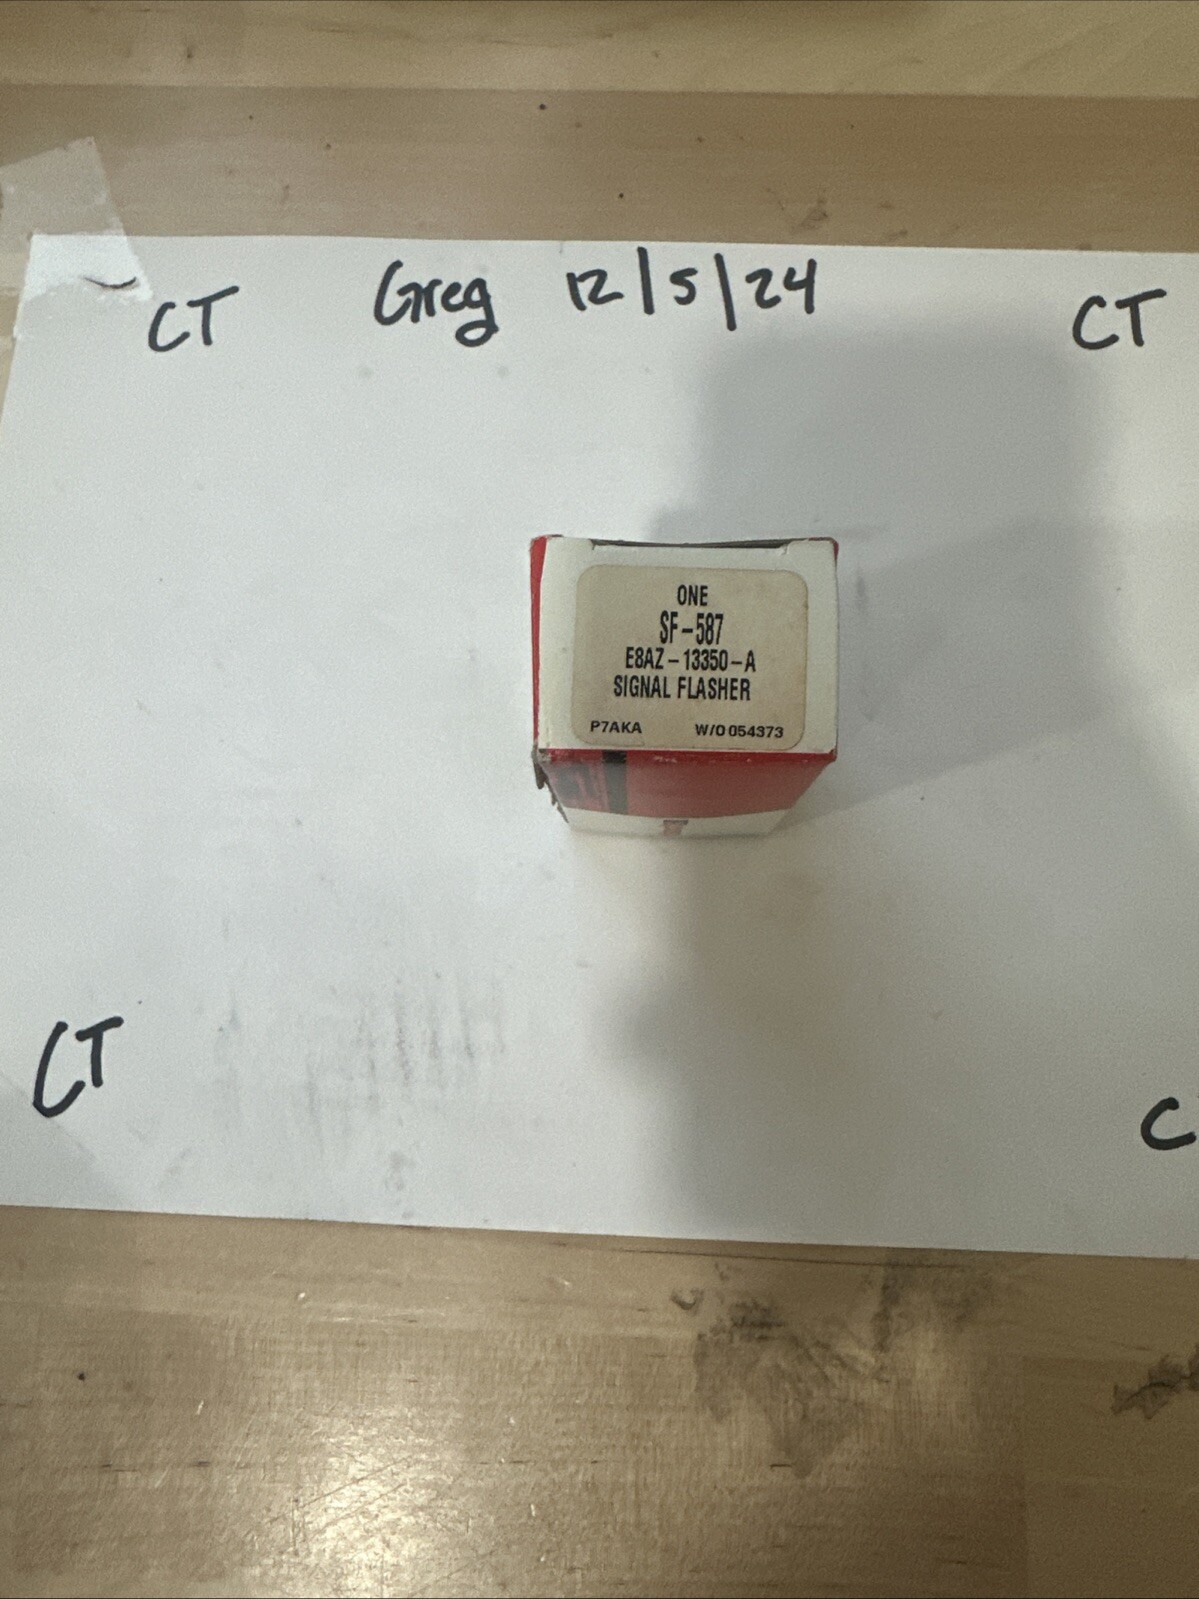 CT Greg 12/5/24 CT
ONE
SF-587
E8AZ-13350-A
SIGNAL FLASHER
P7AKA W/O 054373
CT
C